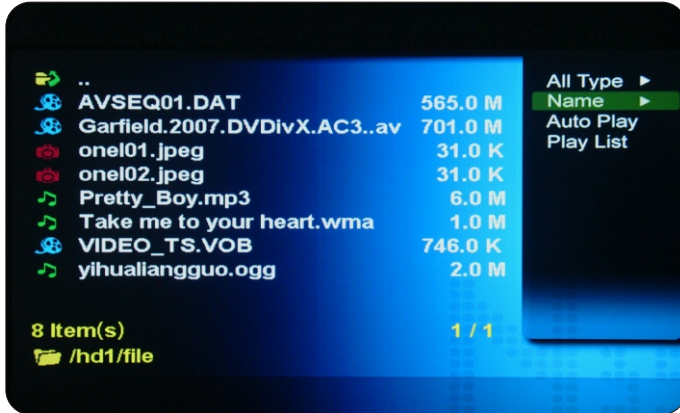 ..
AVSEQ01.DAT 565.0 M
Garfield.2007.DVDivX.AC3..av 701.0 M
onel01.jpeg 31.0 K
onel02.jpeg 31.0 K
Pretty_Boy.mp3 6.0 M
Take me to your heart.wma 1.0 M
VIDEO_TS.VOB 746.0 K
yihualiangguo.ogg 2.0 M
8 Item(s) 1 / 1
/hd1/file
All Type
Name
Auto Play
Play List